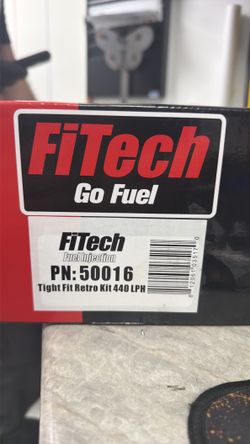 FiTech
Go Fuel
FiTech
Fuel Injection
PN: 50016
Tight Fit Retro Kit 440 LPH